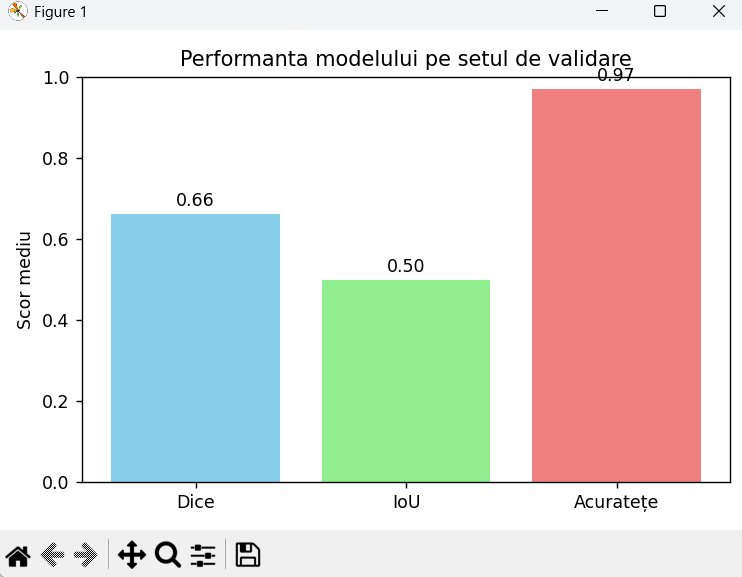 Figure 1
Performanta modelului pe setul de validare
1.0
0.97
0.8
0.66
0.6
0.50
0.4
0.2
0.0
Scor mediu
Dice
IoU
Acuratețe